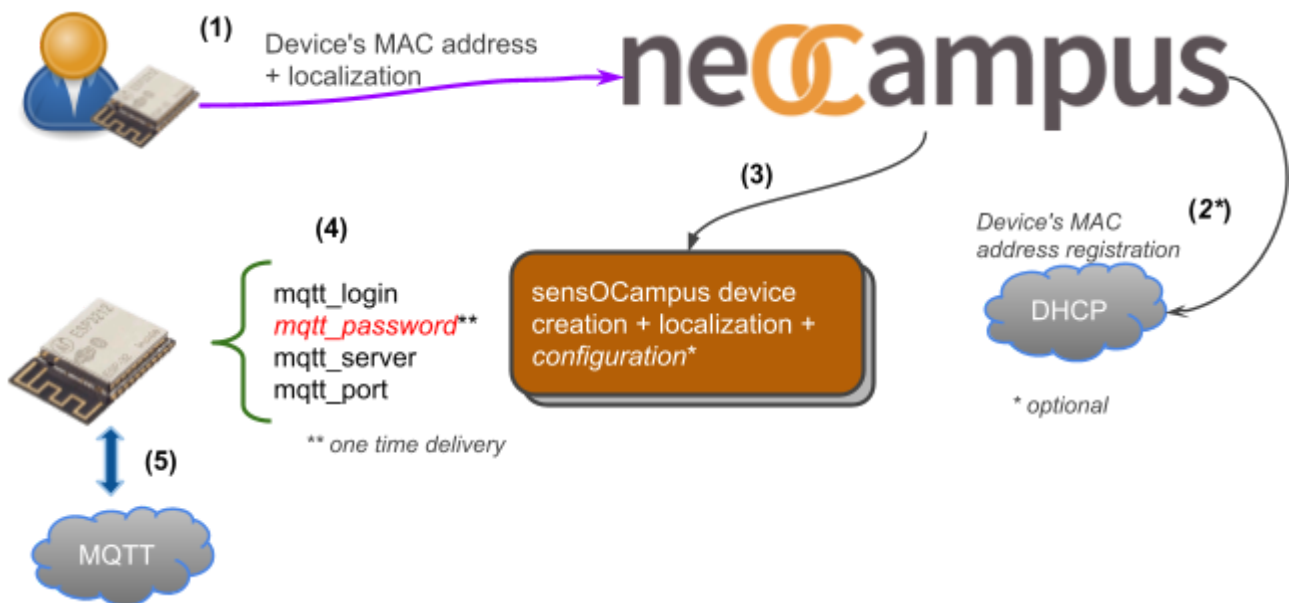 (1)
Device's MAC address
+ localization
neOCampus
(3)
(2*)
Device's MAC
address registration
DHCP
* optional
(4)
mqtt_login
mqtt_password**
mqtt_server
mqtt_port
** one time delivery
sensOCampus device
creation + localization +
configuration*
(5)
MQTT